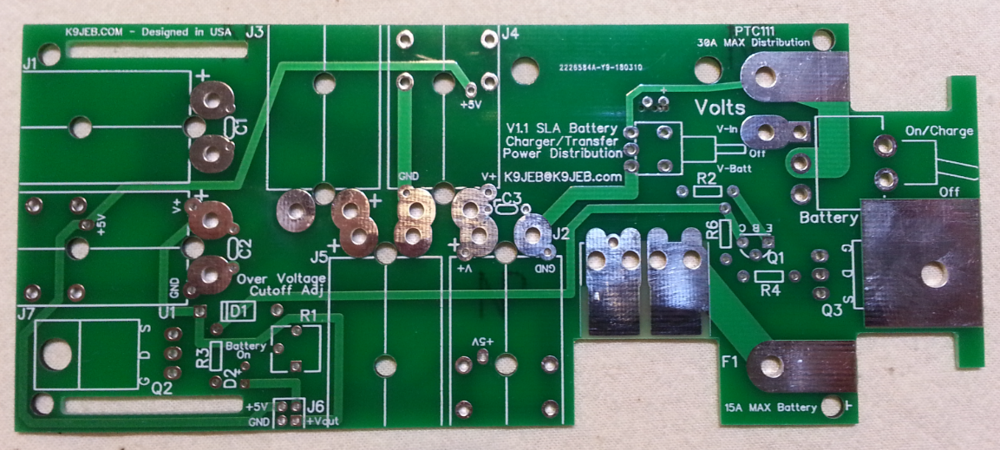 K9JEB.COM - Designed in USA
J3
J4
PTC111
30A MAX Distribution
J1
+
2226584A-Y9-180310
+5V
+
Volts
C1
V1.1 SLA Battery
Charger/Transfer
Power Distribution
V-In
On/Charge
Off
V-Batt
K9JEB@K9JEB.com
GND
V+
R2
Off
+
V+
+
C3
Battery
+5V
J2
R6
E B C
C2
J5
+
+
V+
GND
Q1
G
D
S
GND
Over Voltage
Cutoff Adj
R4
Q3
J7
U1
D1
R1
S
D
G
R3
Battery
On
+
D2
+5V
F1
Q2
+5V
J6
GND
+Vout
15A MAX Battery
+